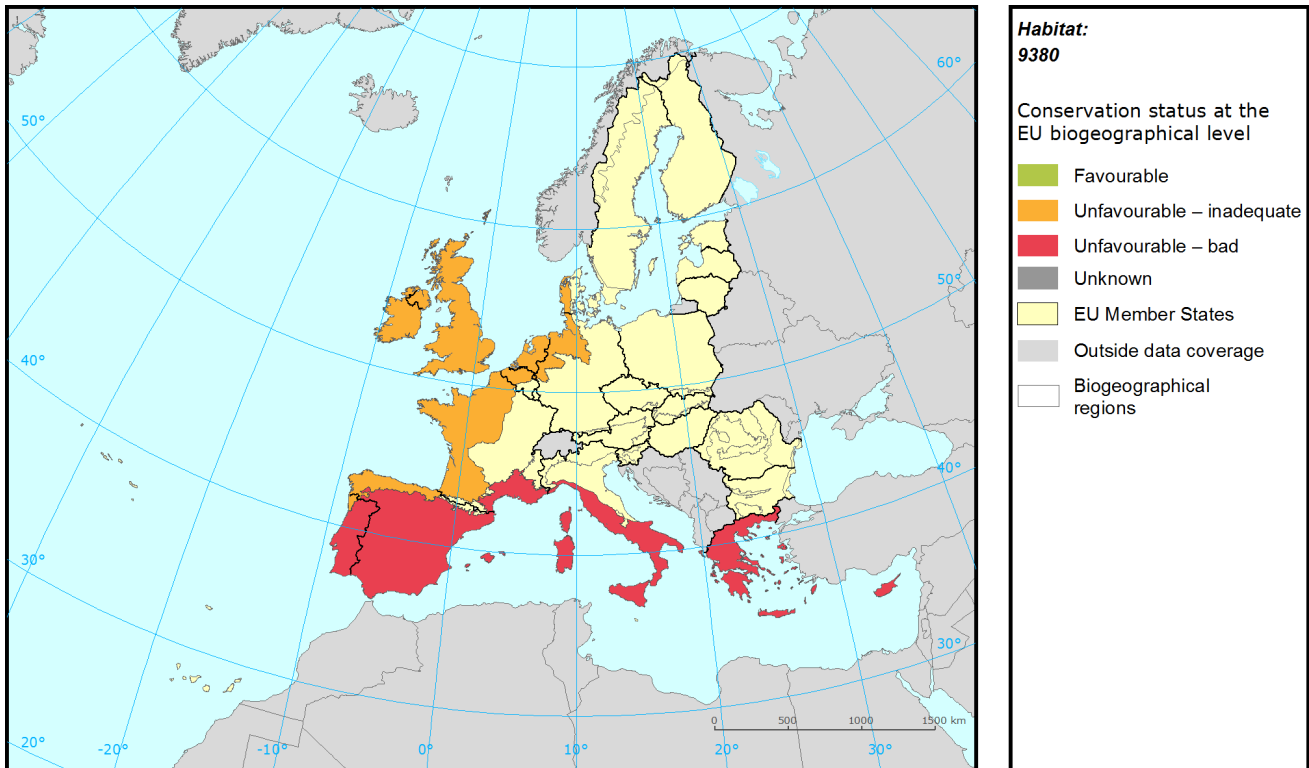 60°
50°
50°
40°
40°
30°
30°
20°
-20°
-10°
0°
10°
20°
30°
0 500 1000 1500 km
Habitat:
9380
Conservation status at the
EU biogeographical level
Favourable
Unfavourable – inadequate
Unfavourable – bad
Unknown
EU Member States
Outside data coverage
Biogeographical
regions